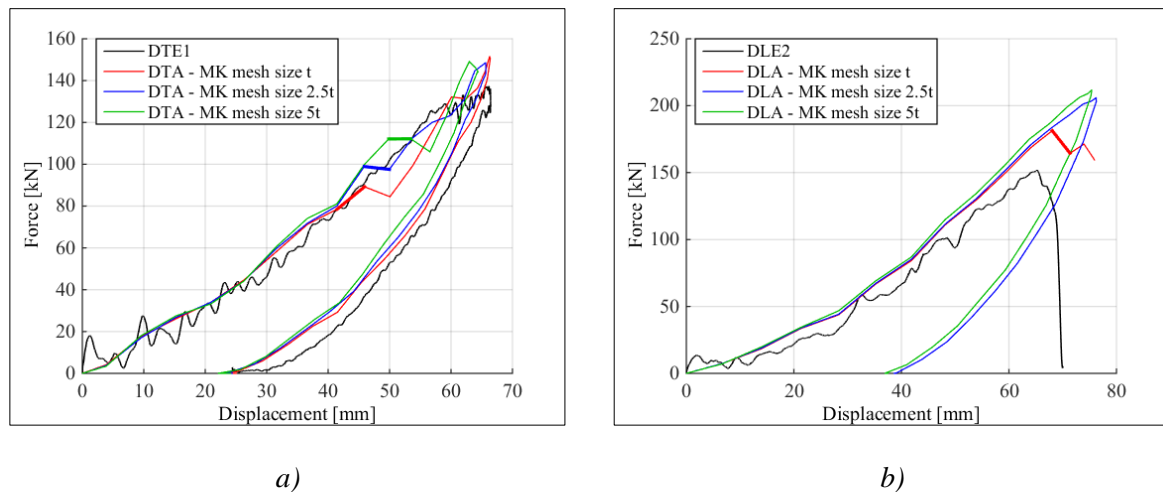 160
140
120
100
80
60
40
20
0
Force [kN]
DTE1
DTA - MK mesh size t
DTA - MK mesh size 2.5t
DTA - MK mesh size 5t
0 10 20 30 40 50 60 70
Displacement [mm]
a)
250
200
150
100
50
0
Force [kN]
DLE2
DLA - MK mesh size t
DLA - MK mesh size 2.5t
DLA - MK mesh size 5t
0 20 40 60 80
Displacement [mm]
b)